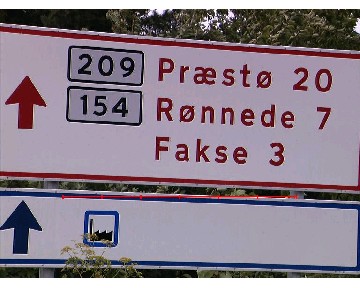 209 Præstø 20
154 Rønnede 7
Fakse 3